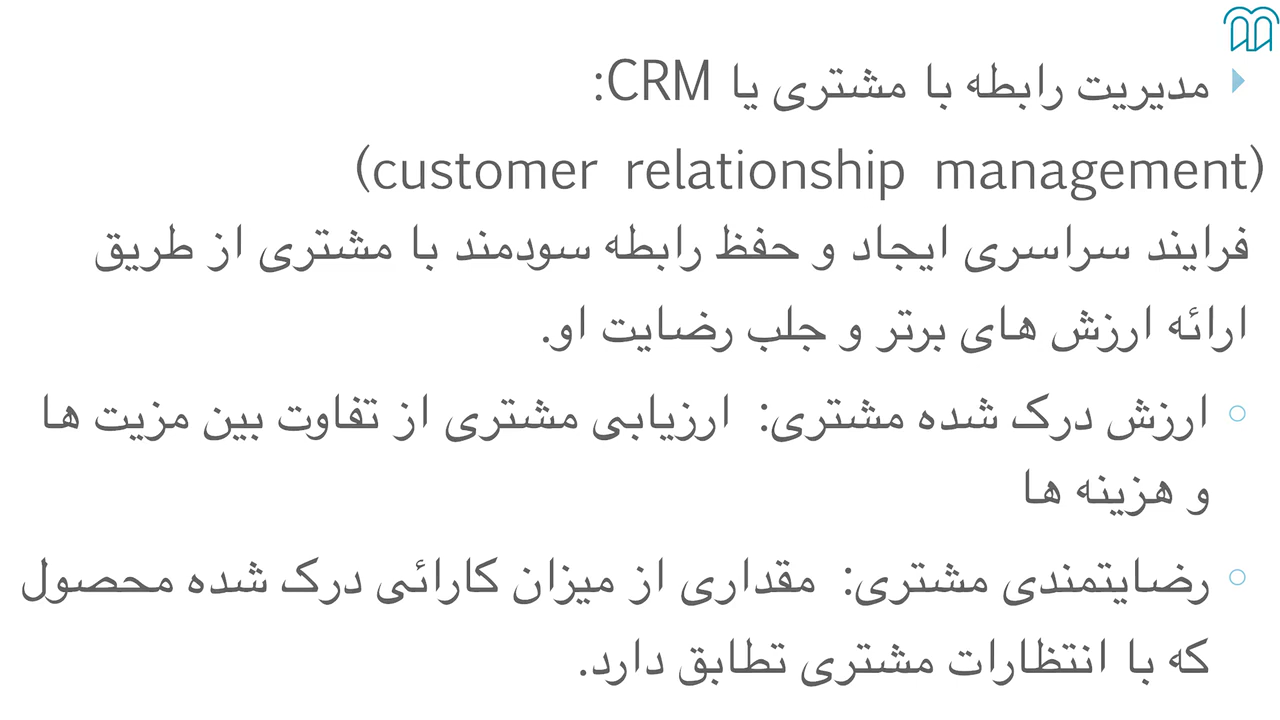 مدیریت رابطه با مشتری یا CRM:
(customer relationship management)
فرایند سراسری ایجاد و حفظ رابطه سودمند با مشتری از طریق
ارائه ارزش های برتر و جلب رضایت او.
ارزش درک شده مشتری: ارزیابی مشتری از تفاوت بین مزیت ها
و هزینه ها
رضایتمندی مشتری: مقداری از میزان کارائی درک شده محصول
که با انتظارات مشتری تطابق دارد.